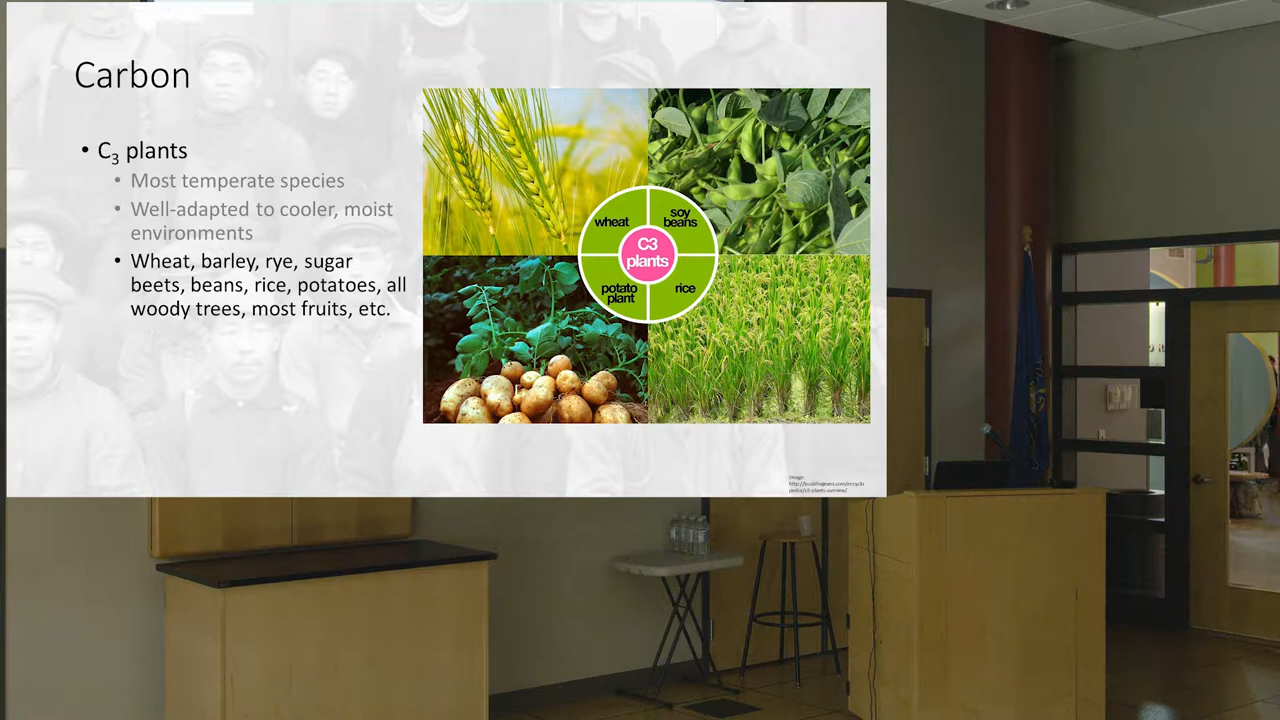 Carbon
• C₃ plants
• Most temperate species
• Well-adapted to cooler, moist
environments
• Wheat, barley, rye, sugar
beets, beans, rice, potatoes, all
woody trees, most fruits, etc.
wheat
soy
beans
C3
plants
potato
plant
rice
Image: